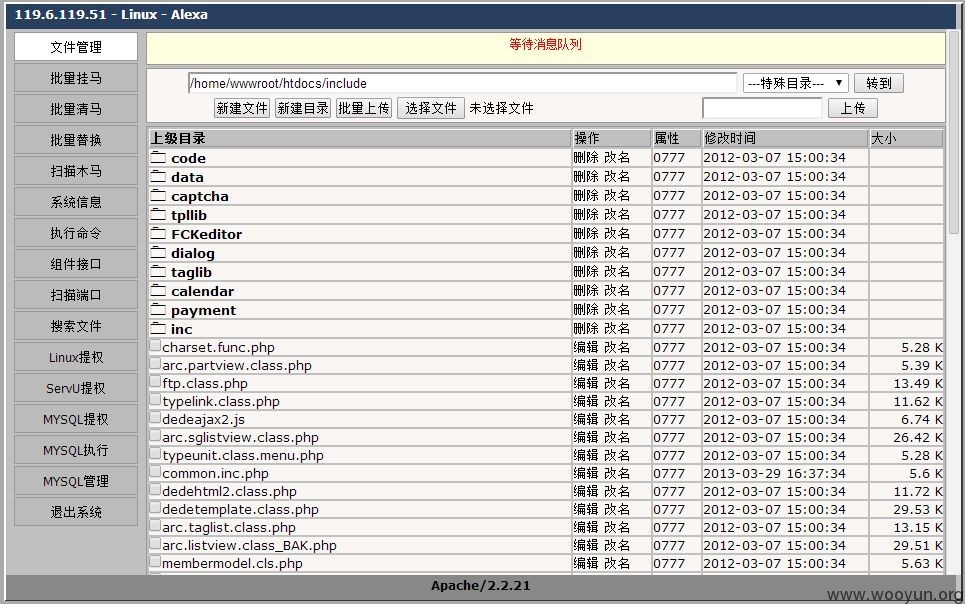 119.6.119.51 - Linux - Alexa
文件管理
批量挂马
批量清马
批量替换
扫描木马
系统信息
执行命令
组件接口
扫描端口
搜索文件
Linux提权
ServU提权
MYSQL提权
MYSQL执行
MYSQL管理
退出系统
等待消息队列
/home/wwwroot/htdocs/include ---特殊目录--- 转到
新建文件 新建目录 批量上传 选择文件 未选择文件 上传
上级目录 操作 属性 修改时间 大小
code 删除 改名 0777 2012-03-07 15:00:34
data 删除 改名 0777 2012-03-07 15:00:34
captcha 删除 改名 0777 2012-03-07 15:00:34
tpllib 删除 改名 0777 2012-03-07 15:00:34
FCKeditor 删除 改名 0777 2012-03-07 15:00:34
dialog 删除 改名 0777 2012-03-07 15:00:34
taglib 删除 改名 0777 2012-03-07 15:00:34
calendar 删除 改名 0777 2012-03-07 15:00:34
payment 删除 改名 0777 2012-03-07 15:00:34
inc 删除 改名 0777 2012-03-07 15:00:34
charset.func.php 编辑 改名 0777 2012-03-07 15:00:34 5.28 K
arc.partview.class.php 编辑 改名 0777 2012-03-07 15:00:34 5.39 K
ftp.class.php 编辑 改名 0777 2012-03-07 15:00:34 13.49 K
typelink.class.php 编辑 改名 0777 2012-03-07 15:00:34 11.62 K
dedeajax2.js 编辑 改名 0777 2012-03-07 15:00:34 6.74 K
arc.sglistview.class.php 编辑 改名 0777 2012-03-07 15:00:34 26.42 K
typeunit.class.menu.php 编辑 改名 0777 2012-03-07 15:00:34 5.28 K
common.inc.php 编辑 改名 0777 2013-03-29 16:37:34 5.6 K
dedehtml2.class.php 编辑 改名 0777 2012-03-07 15:00:34 11.72 K
dedetemplate.class.php 编辑 改名 0777 2012-03-07 15:00:34 29.53 K
arc.taglist.class.php 编辑 改名 0777 2012-03-07 15:00:34 13.15 K
arc.listview.class_BAK.php 编辑 改名 0777 2012-03-07 15:00:34 29.51 K
membermodel.cls.php 编辑 改名 0777 2012-03-07 15:00:34 5.63 K
Apache/2.2.21
www.wooyun.org